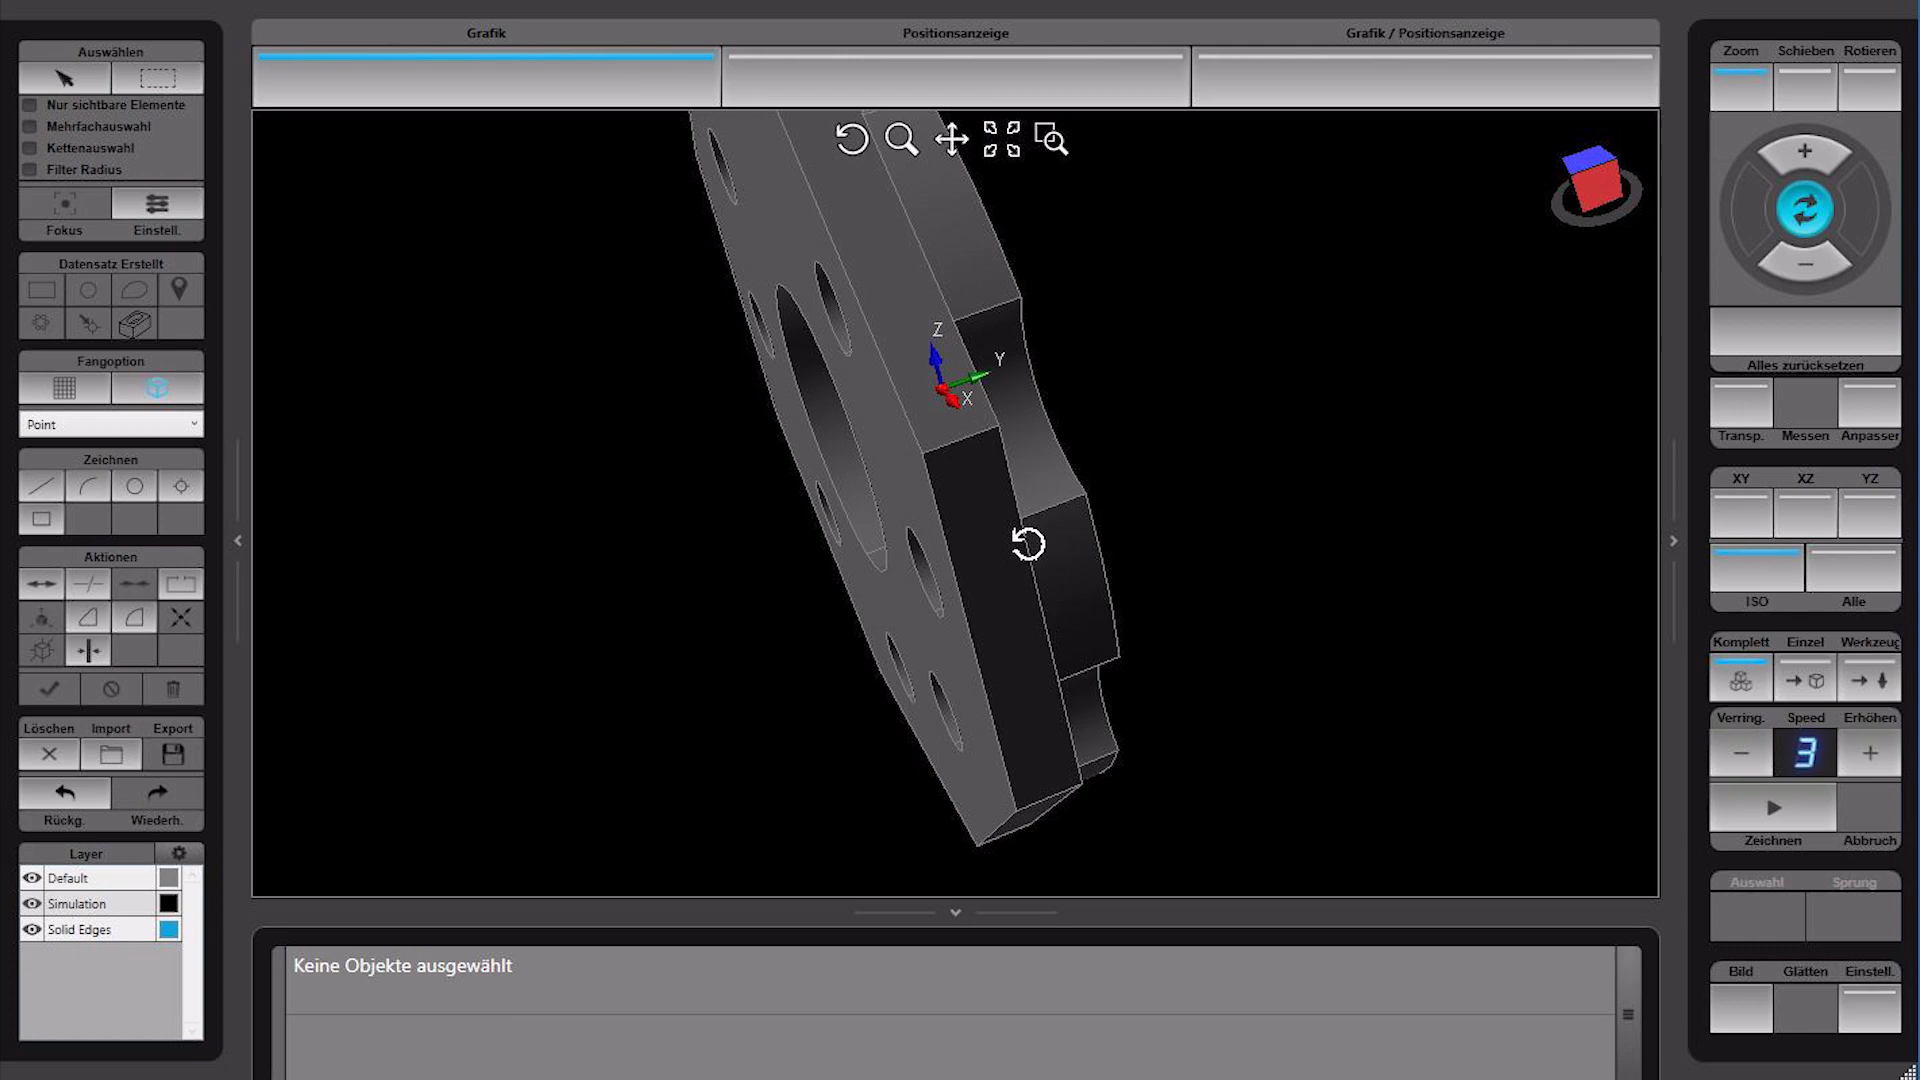 Auswählen
Nur sichtbare Elemente
Mehrfachauswahl
Kettenauswahl
Filter Radius
Fokus
Einstell.
Datensatz Erstellt
Fangoption
Point
Zeichnen
Aktionen
Löschen Import Export
Rückg.
Wiederh.
Layer
Default
Simulation
Solid Edges
Grafik
Positionsanzeige
Grafik / Positionsanzeige
Z
Y
X
Keine Objekte ausgewählt
Zoom Schieben Rotieren
Alles zurücksetzen
Transp. Messen Anpasser
XY XZ YZ
ISO
Alle
Komplett Einzel Werkzeug
Verring. Speed Erhöhen
3
Zeichnen
Abbruch
Auswahl
Sprung
Bild Glätten Einstell.